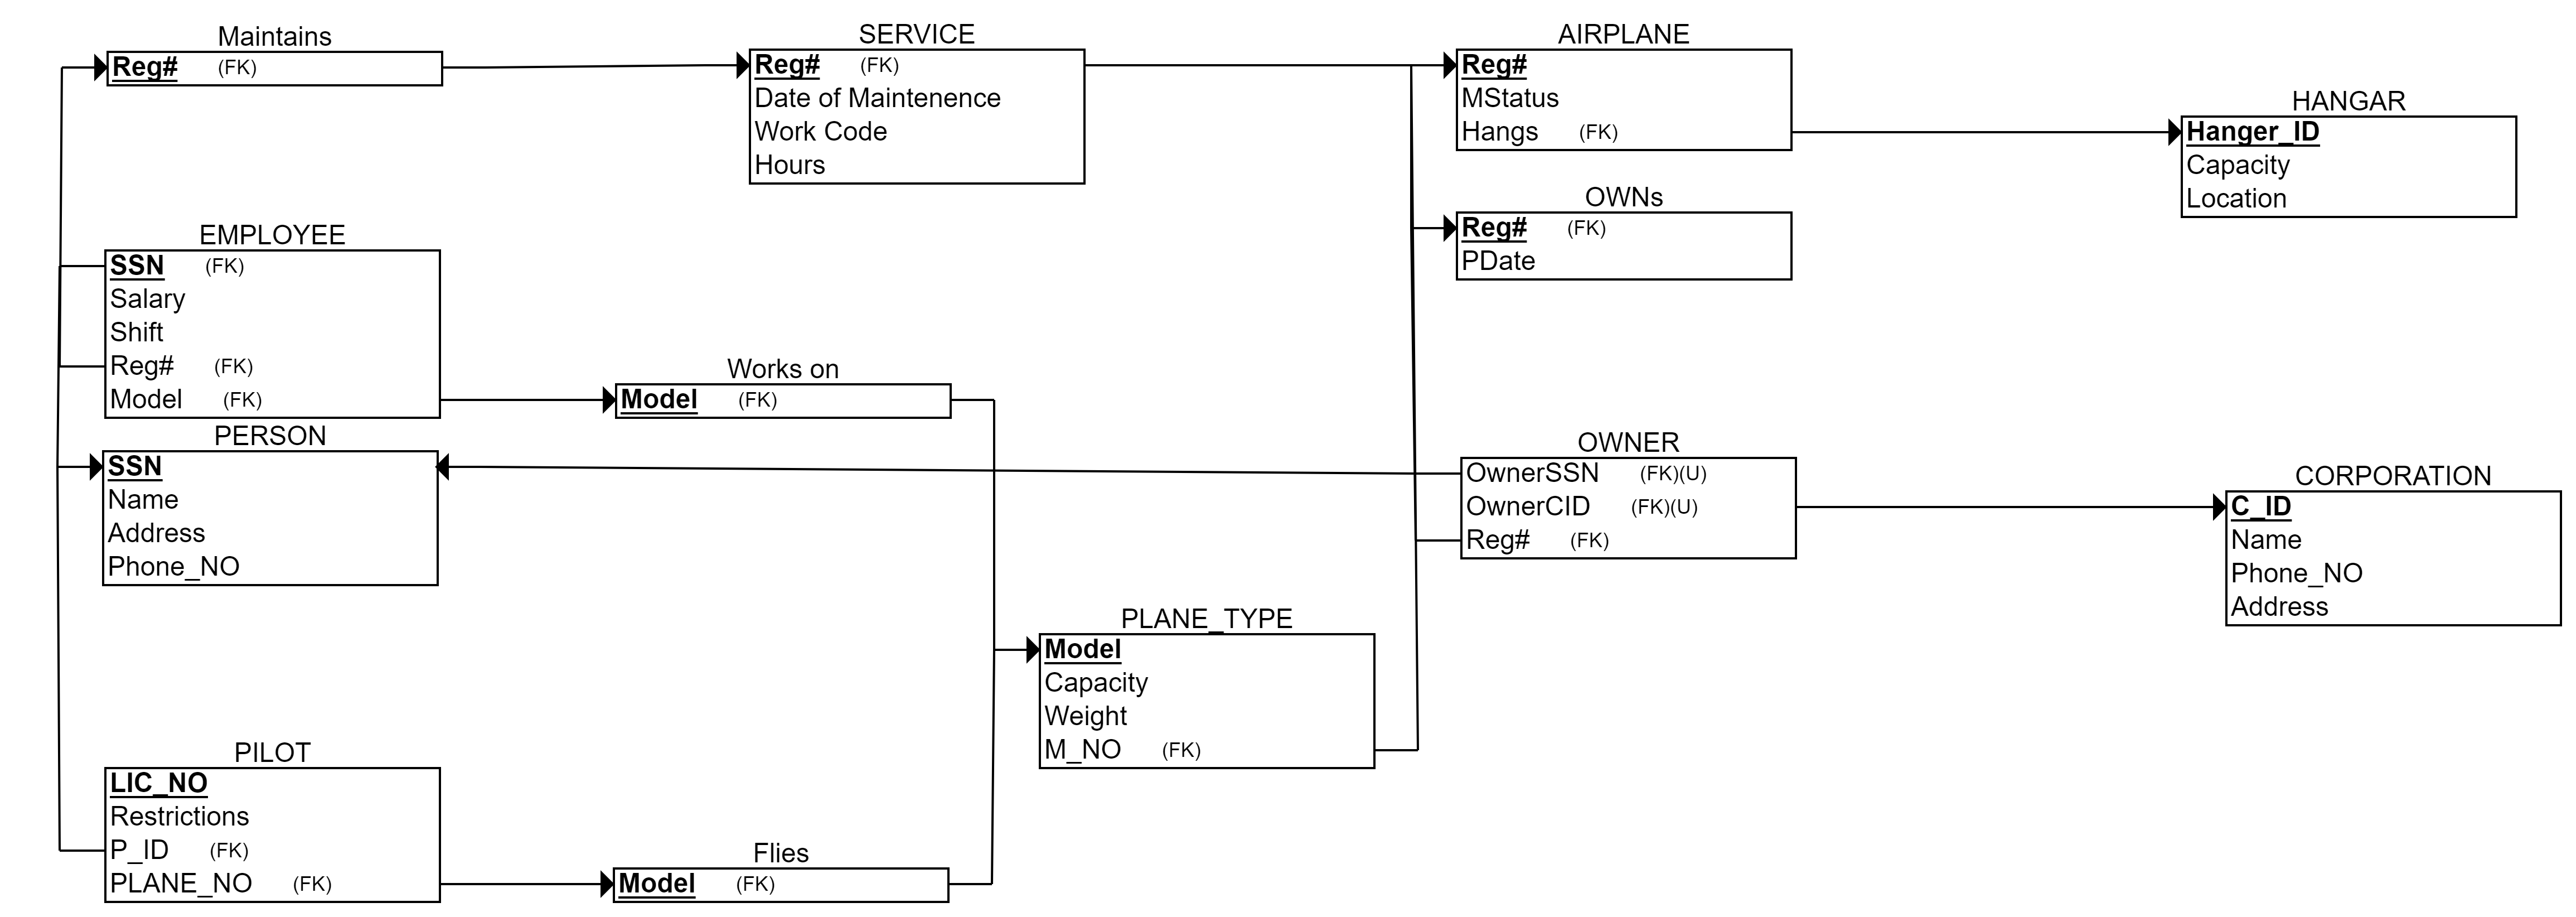 Maintains
Reg# (FK)
SERVICE
Reg# (FK)
Date of Maintenence
Work Code
Hours
AIRPLANE
Reg#
MStatus
Hangs (FK)
HANGAR
Hanger_ID
Capacity
Location
OWNs
Reg# (FK)
PDate
EMPLOYEE
SSN (FK)
Salary
Shift
Reg# (FK)
Model (FK)
Works on
Model (FK)
PERSON
SSN
Name
Address
Phone_NO
OWNER
OwnerSSN (FK)(U)
OwnerCID (FK)(U)
Reg# (FK)
CORPORATION
C_ID
Name
Phone_NO
Address
PLANE_TYPE
Model
Capacity
Weight
M_NO (FK)
PILOT
LIC_NO
Restrictions
P_ID (FK)
PLANE_NO (FK)
Flies
Model (FK)